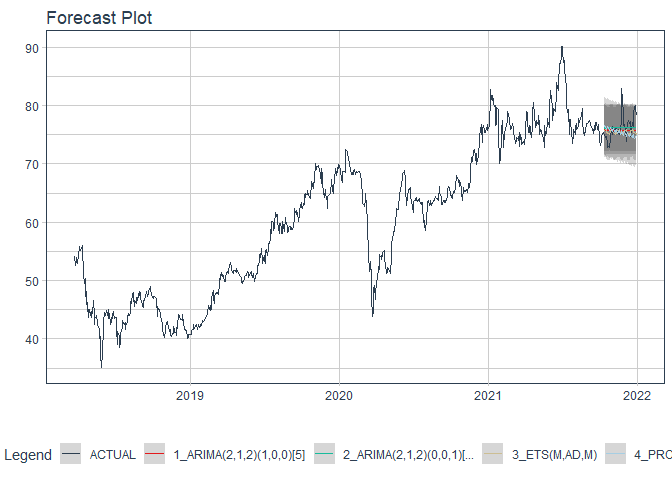 Forecast Plot
90
80
70
60
50
40
2019
2020
2021
2022
Legend
ACTUAL
1_ARIMA(2,1,2)(1,0,0)[5]
2_ARIMA(2,1,2)(0,0,1)[...
3_ETS(M,AD,M)
4_PRO